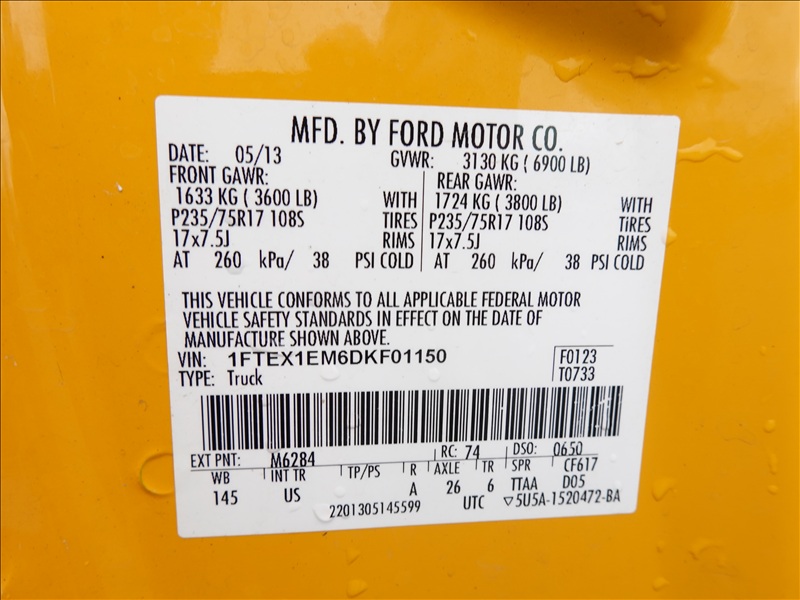 MFD. BY FORD MOTOR CO.
DATE: 05/13 GVWR: 3130 KG ( 6900 LB)
FRONT GAWR: REAR GAWR:
1633 KG ( 3600 LB) WITH 1724 KG ( 3800 LB) WITH
P235/75R17 108S TIRES P235/75R17 108S TiRES
17x7.5J RIMS 17x7.5J RIMS
AT 260 kPa/ 38 PSI COLD AT 260 kPa/ 38 PSI COLD
THIS VEHICLE CONFORMS TO ALL APPLICABLE FEDERAL MOTOR
VEHICLE SAFETY STANDARDS IN EFFECT ON THE DATE OF
MANUFACTURE SHOWN ABOVE.
VIN: 1FTEX1EM6DKF01150 F0123
TYPE: Truck T0733
EXT PNT: M6284 RC: 74 DSO: 0650
WB INT TR TP/PS R AXLE TR SPR CF617
145 US A 26 6 TTAA D05
2201305145599 UTC ▽5U5A-1520472-BA